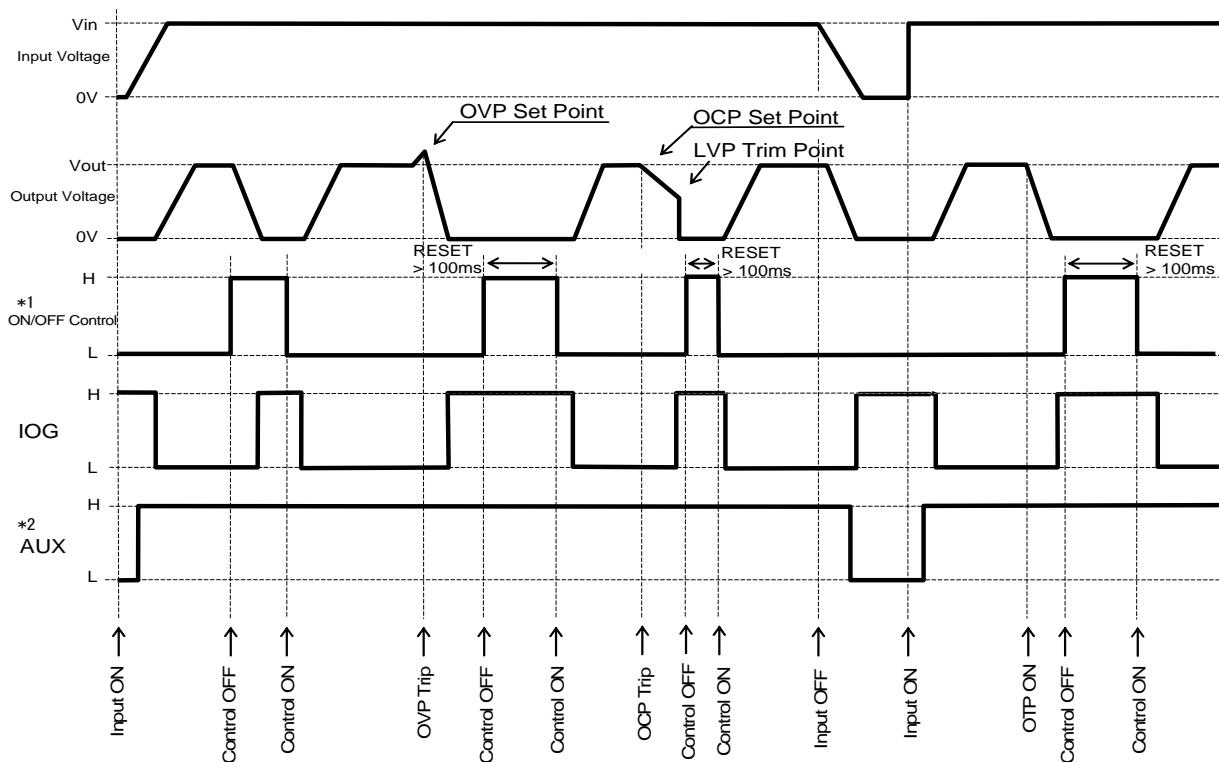 Vin
Input Voltage
0V
OVP Set Point
OCP Set Point
LVP Trim Point
Vout
Output Voltage
0V
RESET
> 100ms
RESET
> 100ms
RESET
> 100ms
H
*1
ON/OFF Control
L
H
IOG
L
H
*2
AUX
L
Input ON
Control OFF
Control ON
OVP Trip
Control OFF
Control ON
OCP Trip
Control OFF
Control ON
Input OFF
Input ON
OTP ON
Control OFF
Control ON